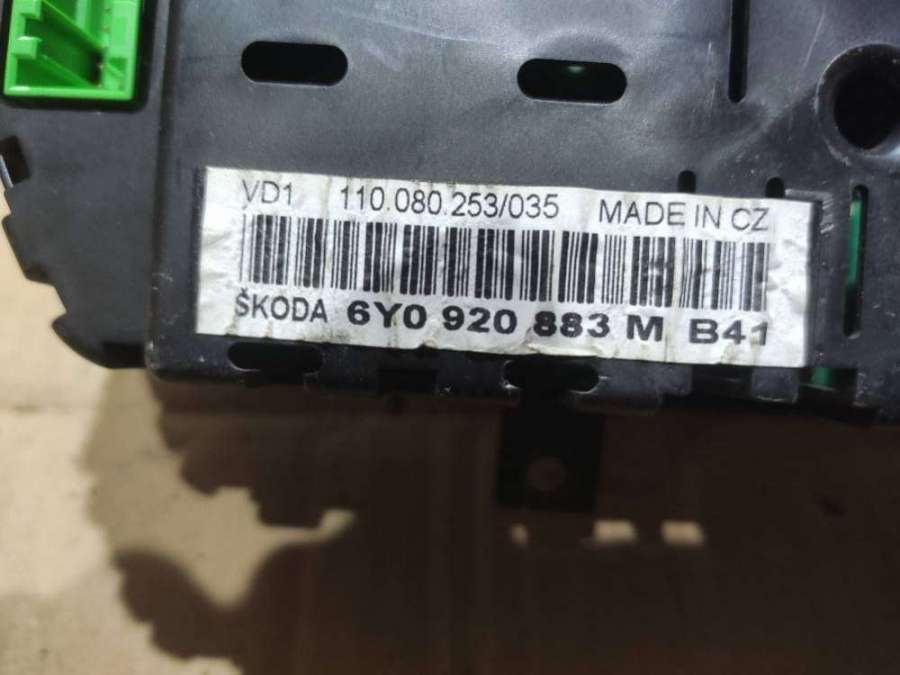 VD1 110.080.253/035 MADE IN CZ
ŠKODA 6Y0 920 883 M B41